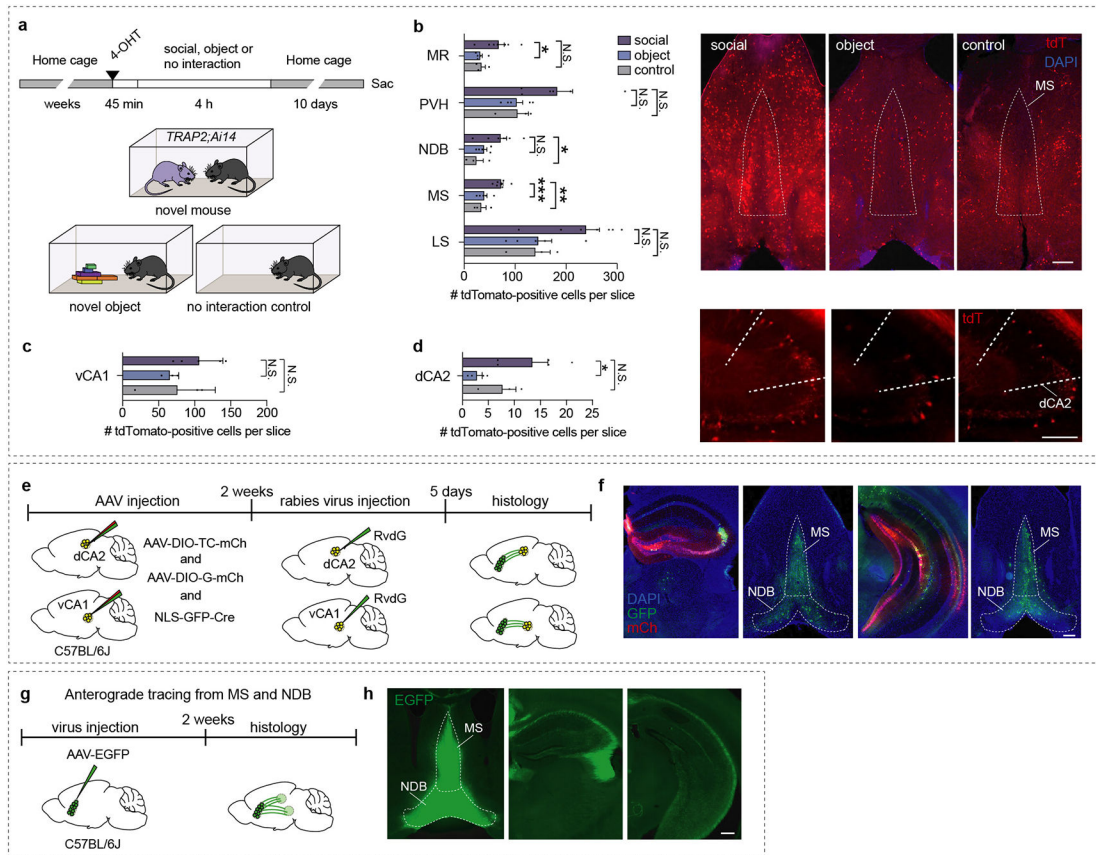 a
Home cage
4-OHT
social, object or
no interaction
Home cage
Sac
weeks
45 min
4 h
10 days
TRAP2;Ai14
novel mouse
novel object
no interaction control
b
social
object
control
MR
*
N.S.
PVH
N.S.
N.S.
NDB
N.S.
*
MS
***
**
LS
N.S.
N.S.
0
100
200
300
# tdTomato-positive cells per slice
social
object
control
tdT
DAPI
MS
tdT
dCA2
c
vCA1
N.S.
N.S.
0
50
100
150
200
# tdTomato-positive cells per slice
d
dCA2
*
N.S.
0
5
10
15
20
25
# tdTomato-positive cells per slice
e
AAV injection
2 weeks
rabies virus injection
5 days
histology
dCA2
AAV-DIO-TC-mCh
and
AAV-DIO-G-mCh
and
NLS-GFP-Cre
vCA1
C57BL/6J
RvdG
dCA2
RvdG
vCA1
f
DAPI
GFP
mCh
MS
NDB
MS
NDB
g
Anterograde tracing from MS and NDB
virus injection
2 weeks
histology
AAV-EGFP
C57BL/6J
h
EGFP
MS
NDB